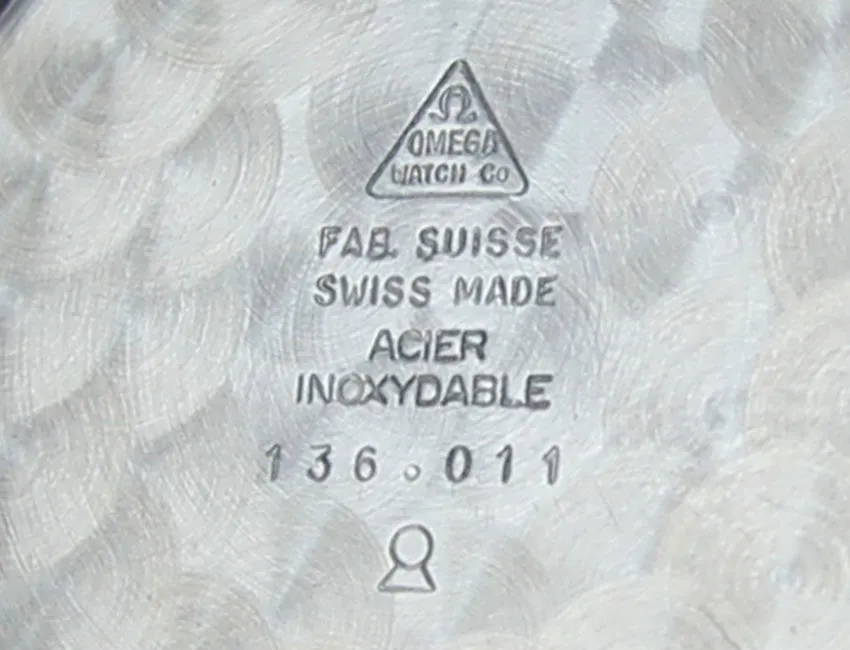 Ω
OMEGA
WATCH Co
FAB. SUISSE
SWISS MADE
ACIER
INOXYDABLE
136.011